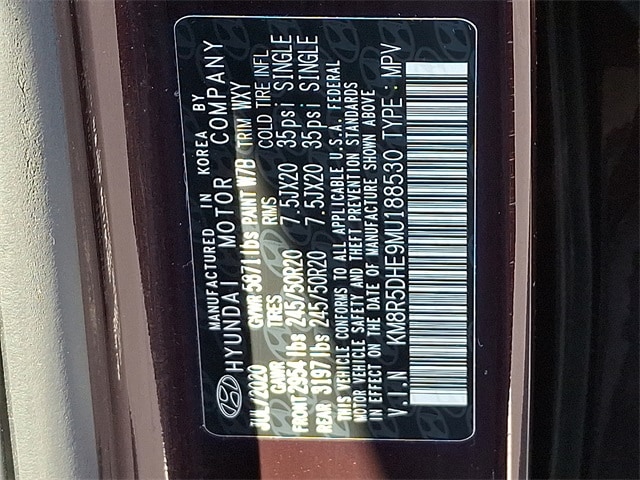 MANUFACTURED IN KOREA BY
HYUNDAI MOTOR COMPANY
JUL/2020 GVWR 5871lbs PAINT W7B TRIM WXY
GAWR TIRES RIMS COLD TIRE INFL
FRONT 2954lbs 245/50R20 7.5JX20 35psi SINGLE
REAR 3197lbs 245/50R20 7.5JX20 35psi SINGLE
THIS VEHICLE CONFORMS TO ALL APPLICABLE U.S.A. FEDERAL
MOTOR VEHICLE SAFETY AND THEFT PREVENTION STANDARDS
IN EFFECT ON THE DATE OF MANUFACTURE SHOWN ABOVE
V.I.N KM8R5DHE9MU188530 TYPE : MPV